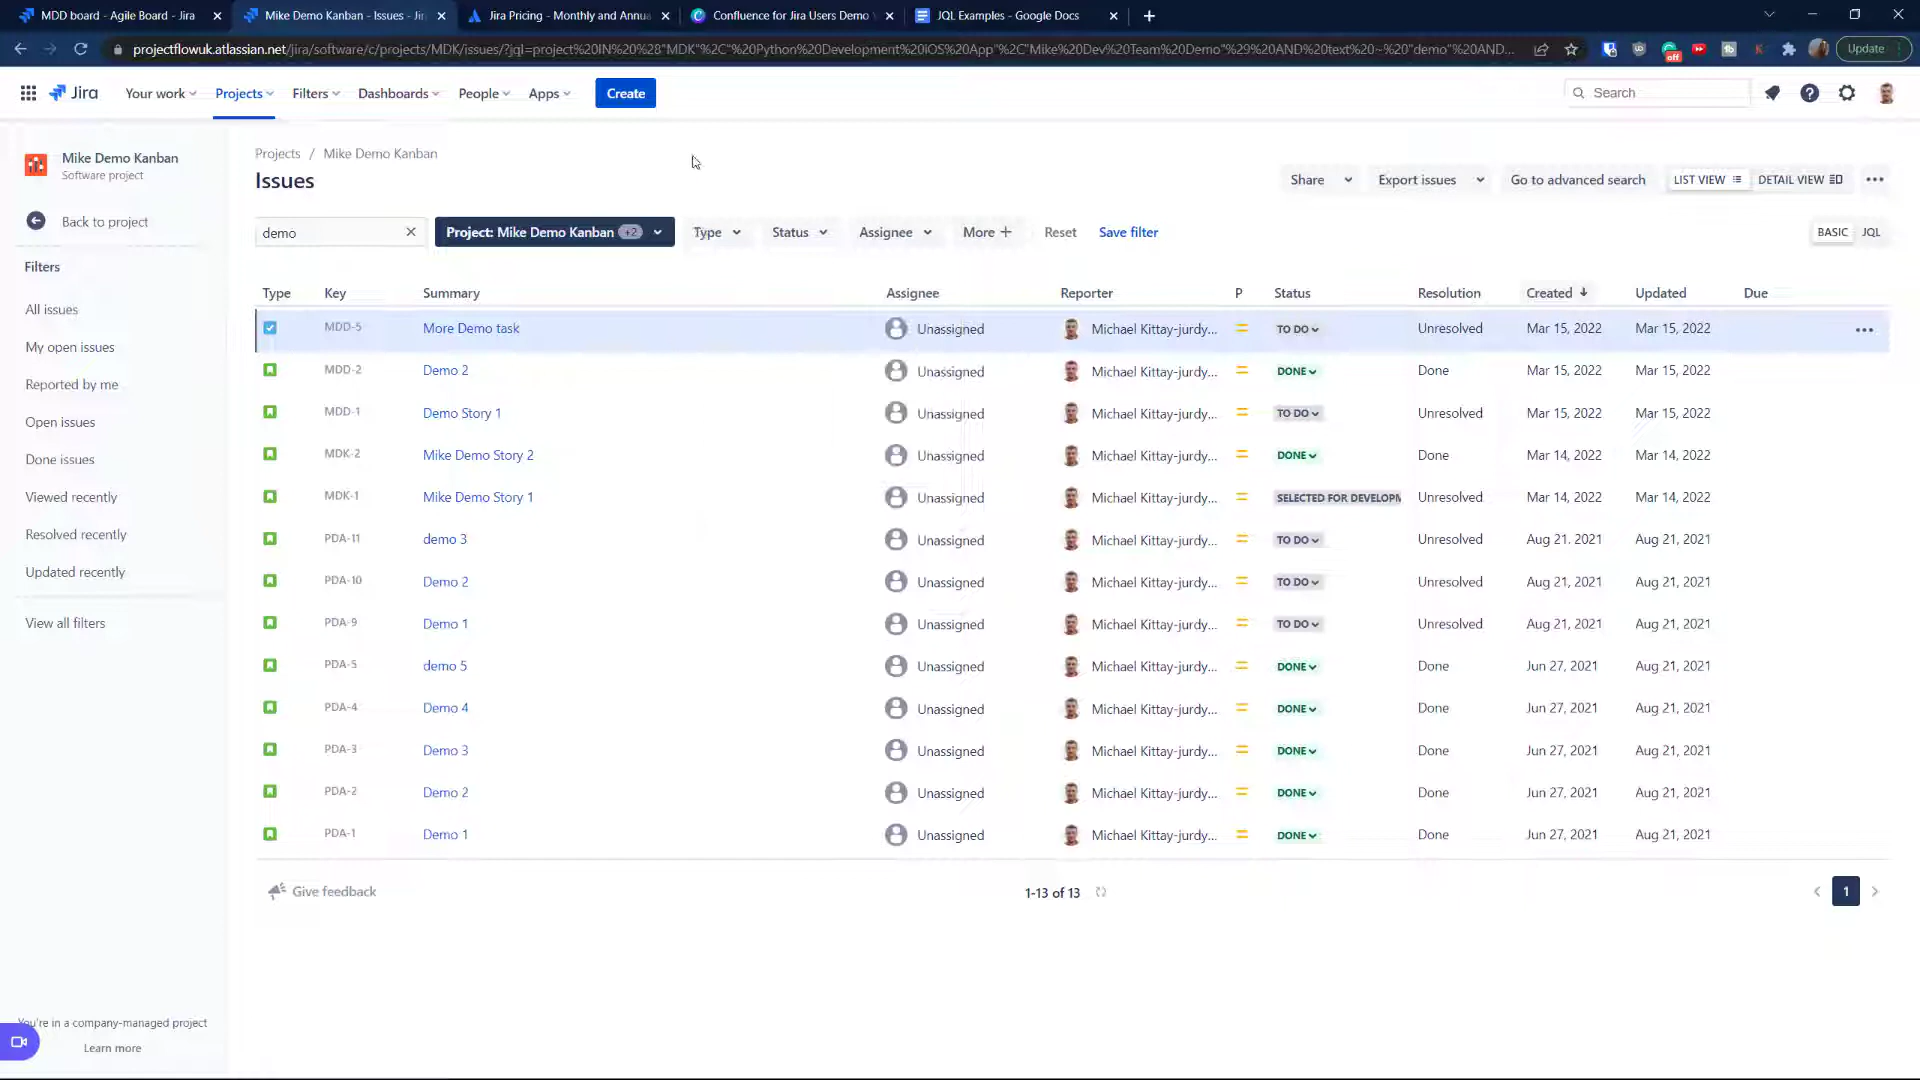 MDD board - Agile Board - Jira
Mike Demo Kanban - Issues - Jir
Jira Pricing - Monthly and Annua
Confluence for Jira Users Demo
JQL Examples - Google Docs
projectflowuk.atlassian.net/jira/software/c/projects/MDK/issues/?jql=project%20IN%20%28"MDK"%2C"%20Python%20Development%20iOS%20App"%2C"Mike%20Dev%20Team%20Demo"%29%20AND%20text%20~%20"demo"%20AND...
off
Update
Jira
Your work
Projects
Filters
Dashboards
People
Apps
Create
Search
Mike Demo Kanban
Software project
Back to project
Filters
All issues
My open issues
Reported by me
Open issues
Done issues
Viewed recently
Resolved recently
Updated recently
View all filters
You're in a company-managed project
Learn more
Projects / Mike Demo Kanban
Issues
Share
Export issues
Go to advanced search
LIST VIEW
DETAIL VIEW
demo
Project: Mike Demo Kanban +2
Type
Status
Assignee
More +
Reset
Save filter
BASIC
JQL
Type Key Summary Assignee Reporter P Status Resolution Created Updated Due
MDD-5 More Demo task Unassigned Michael Kittay-jurdy... TO DO Unresolved Mar 15, 2022 Mar 15, 2022
MDD-2 Demo 2 Unassigned Michael Kittay-jurdy... DONE Done Mar 15, 2022 Mar 15, 2022
MDD-1 Demo Story 1 Unassigned Michael Kittay-jurdy... TO DO Unresolved Mar 15, 2022 Mar 15, 2022
MDK-2 Mike Demo Story 2 Unassigned Michael Kittay-jurdy... DONE Done Mar 14, 2022 Mar 14, 2022
MDK-1 Mike Demo Story 1 Unassigned Michael Kittay-jurdy... SELECTED FOR DEVELOPM Unresolved Mar 14, 2022 Mar 14, 2022
PDA-11 demo 3 Unassigned Michael Kittay-jurdy... TO DO Unresolved Aug 21, 2021 Aug 21, 2021
PDA-10 Demo 2 Unassigned Michael Kittay-jurdy... TO DO Unresolved Aug 21, 2021 Aug 21, 2021
PDA-9 Demo 1 Unassigned Michael Kittay-jurdy... TO DO Unresolved Aug 21, 2021 Aug 21, 2021
PDA-5 demo 5 Unassigned Michael Kittay-jurdy... DONE Done Jun 27, 2021 Aug 21, 2021
PDA-4 Demo 4 Unassigned Michael Kittay-jurdy... DONE Done Jun 27, 2021 Aug 21, 2021
PDA-3 Demo 3 Unassigned Michael Kittay-jurdy... DONE Done Jun 27, 2021 Aug 21, 2021
PDA-2 Demo 2 Unassigned Michael Kittay-jurdy... DONE Done Jun 27, 2021 Aug 21, 2021
PDA-1 Demo 1 Unassigned Michael Kittay-jurdy... DONE Done Jun 27, 2021 Aug 21, 2021
Give feedback
1-13 of 13
1